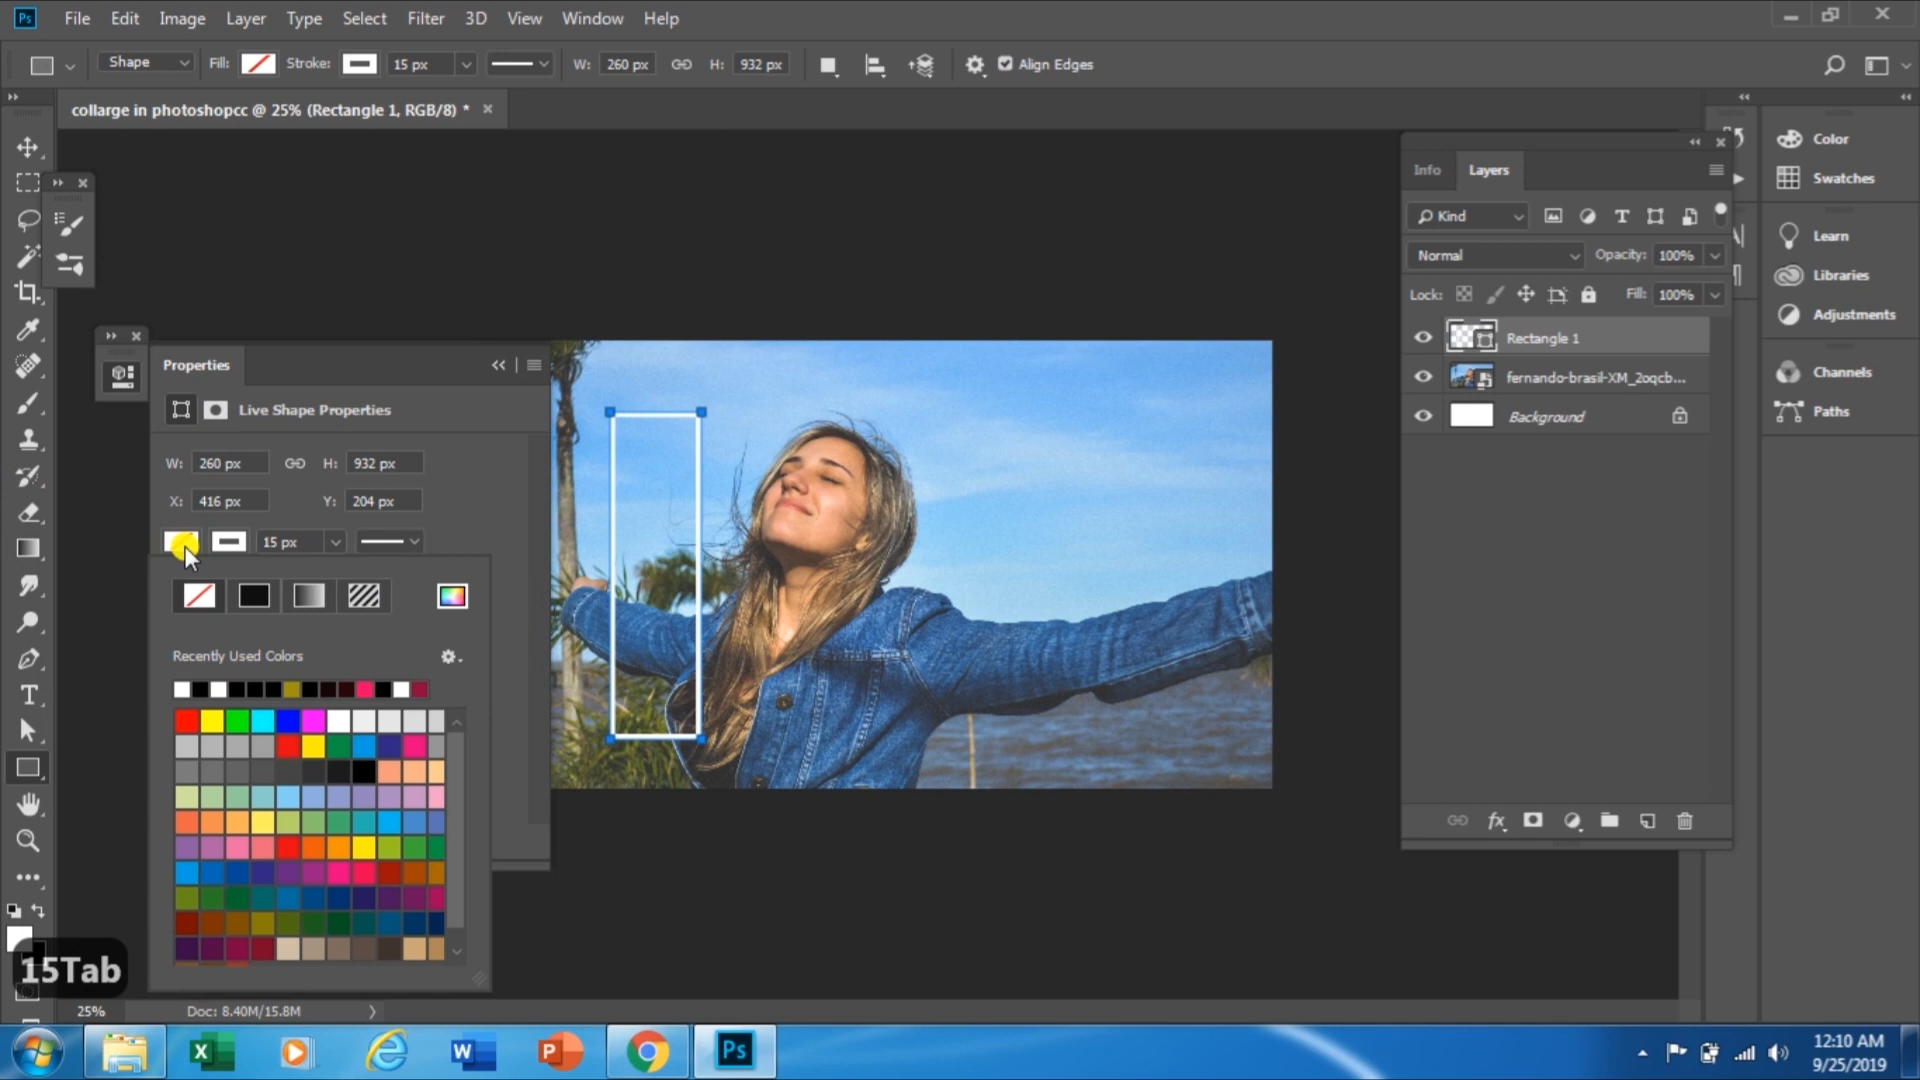 Ps File Edit Image Layer Type Select Filter 3D View Window Help
Shape Fill: Stroke: 15 px W: 260 px H: 932 px Align Edges
collarge in photoshopcc @ 25% (Rectangle 1, RGB/8) *
Color
Swatches
Learn
Libraries
Adjustments
Channels
Paths
Info Layers
Kind
Normal Opacity: 100%
Lock: Fill: 100%
Rectangle 1
fernando-brasil-XM_2oqcb...
Background
fx
Properties
Live Shape Properties
W: 260 px H: 932 px
X: 416 px Y: 204 px
15 px
Recently Used Colors
15Tab
25% Doc: 8.40M/15.8M
Ps
12:10 AM
9/25/2019